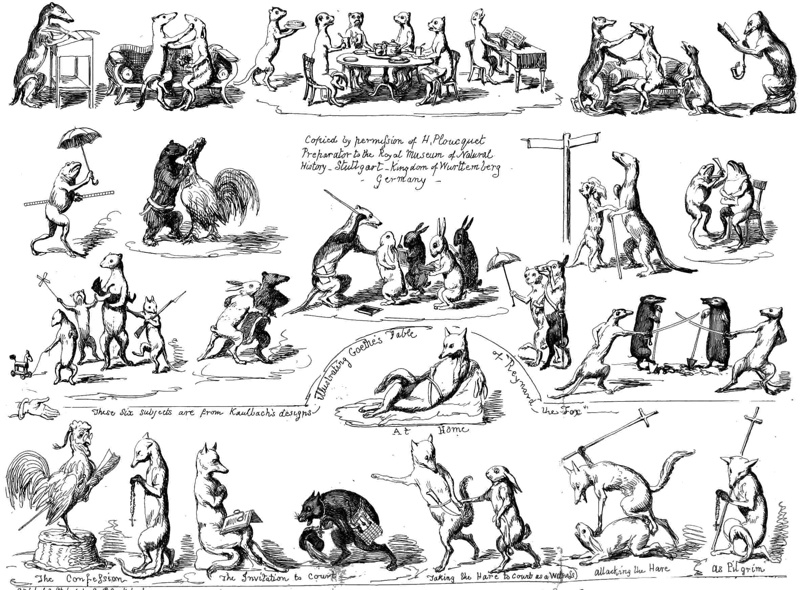 Copied by permission of H. Ploucquet
Preparator to the Royal Museum of Natural
History - Stuttgart - Kingdom of Wurttemberg
- Germany -
Illustrating Goethe's Fable
of "Reynard
the Fox"
These Six subjects are from Kaulbach's designs
At Home
The Confession
The Invitation to Court
Taking the Hare to Court as a Witness
attacking the Hare
as Pilgrim